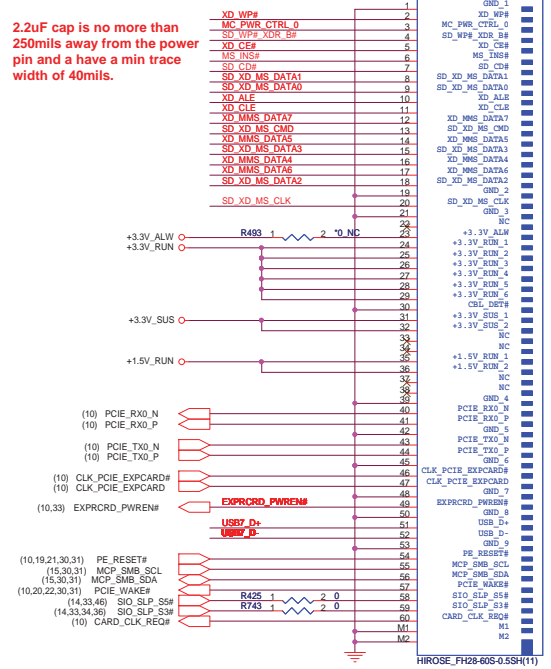 2.2uF cap is no more than
250mils away from the power
pin and a have a min trace
width of 40mils.
1 GND_1
XD_WP# 2 XD_WP#
MC_PWR_CTRL_0 3 MC_PWR_CTRL_0
SD_WP#_XDR_B# 4 SD_WP#_XDR_B#
XD_CE# 5 XD_CE#
MS_INS# 6 MS_INS#
SD_CD# 7 SD_CD#
SD_XD_MS_DATA1 8 SD_XD_MS_DATA1
SD_XD_MS_DATA0 9 SD_XD_MS_DATA0
XD_ALE 10 XD_ALE
XD_CLE 11 XD_CLE
XD_MMS_DATA7 12 XD_MMS_DATA7
SD_XD_MS_CMD 13 SD_XD_MS_CMD
XD_MMS_DATA5 14 XD_MMS_DATA5
SD_XD_MS_DATA3 15 SD_XD_MS_DATA3
XD_MMS_DATA4 16 XD_MMS_DATA4
XD_MMS_DATA6 17 XD_MMS_DATA6
SD_XD_MS_DATA2 18 SD_XD_MS_DATA2
19 GND_2
SD_XD_MS_CLK 20 SD_XD_MS_CLK
21 GND_3
22 NC
+3.3V_ALW R493 1 2 *0_NC 23 +3.3V_ALW
+3.3V_RUN 24 +3.3V_RUN_1
25 +3.3V_RUN_2
26 +3.3V_RUN_3
27 +3.3V_RUN_4
28 +3.3V_RUN_5
29 +3.3V_RUN_6
30 CBL_DET#
+3.3V_SUS 31 +3.3V_SUS_1
32 +3.3V_SUS_2
33 NC
34 NC
+1.5V_RUN 35 +1.5V_RUN_1
36 +1.5V_RUN_2
37 NC
38 NC
39 GND_4
(10) PCIE_RX0_N 40 PCIE_RX0_N
(10) PCIE_RX0_P 41 PCIE_RX0_P
42 GND_5
(10) PCIE_TX0_N 43 PCIE_TX0_N
(10) PCIE_TX0_P 44 PCIE_TX0_P
45 GND_6
(10) CLK_PCIE_EXPCARD# 46 CLK_PCIE_EXPCARD#
(10) CLK_PCIE_EXPCARD 47 CLK_PCIE_EXPCARD
48 GND_7
(10,33) EXPRCRD_PWREN# EXPRCRD_PWREN# 49 EXPRCRD_PWREN#
50 GND_8
USB7_D+ 51 USB_D+
USB7_D- 52 USB_D-
53 GND_9
(10,19,21,30,31) PE_RESET# 54 PE_RESET#
(15,30,31) MCP_SMB_SCL 55 MCP_SMB_SCL
(15,30,31) MCP_SMB_SDA 56 MCP_SMB_SDA
(10,20,22,30,31) PCIE_WAKE# 57 PCIE_WAKE#
(14,33,46) SIO_SLP_S5# R425 1 2 0 58 SIO_SLP_S5#
(14,33,34,36) SIO_SLP_S3# R743 1 2 0 59 SIO_SLP_S3#
(10) CARD_CLK_REQ# 60 CARD_CLK_REQ#
M1 M1
M2 M2
HIROSE_FH28-60S-0.5SH(11)